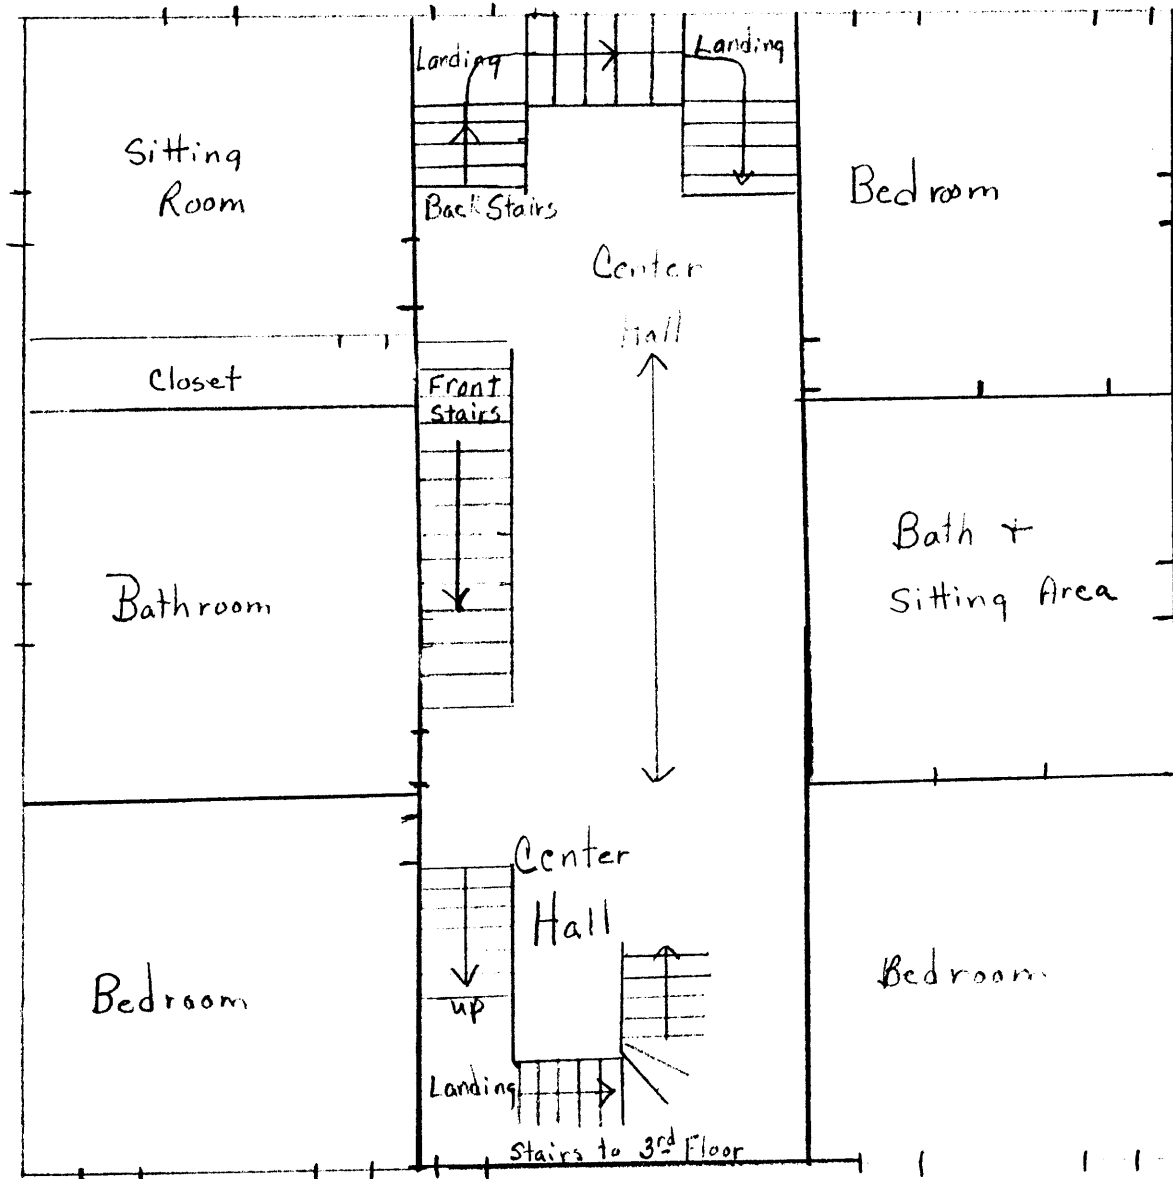 Landing
Landing
Sitting
Room
Back Stairs
Bedroom
Center
Hall
Closet
Front
Stairs
Bath +
Sitting Area
Bathroom
Center
Hall
Bedroom
up
Bedroom
Landing
Stairs to 3rd Floor